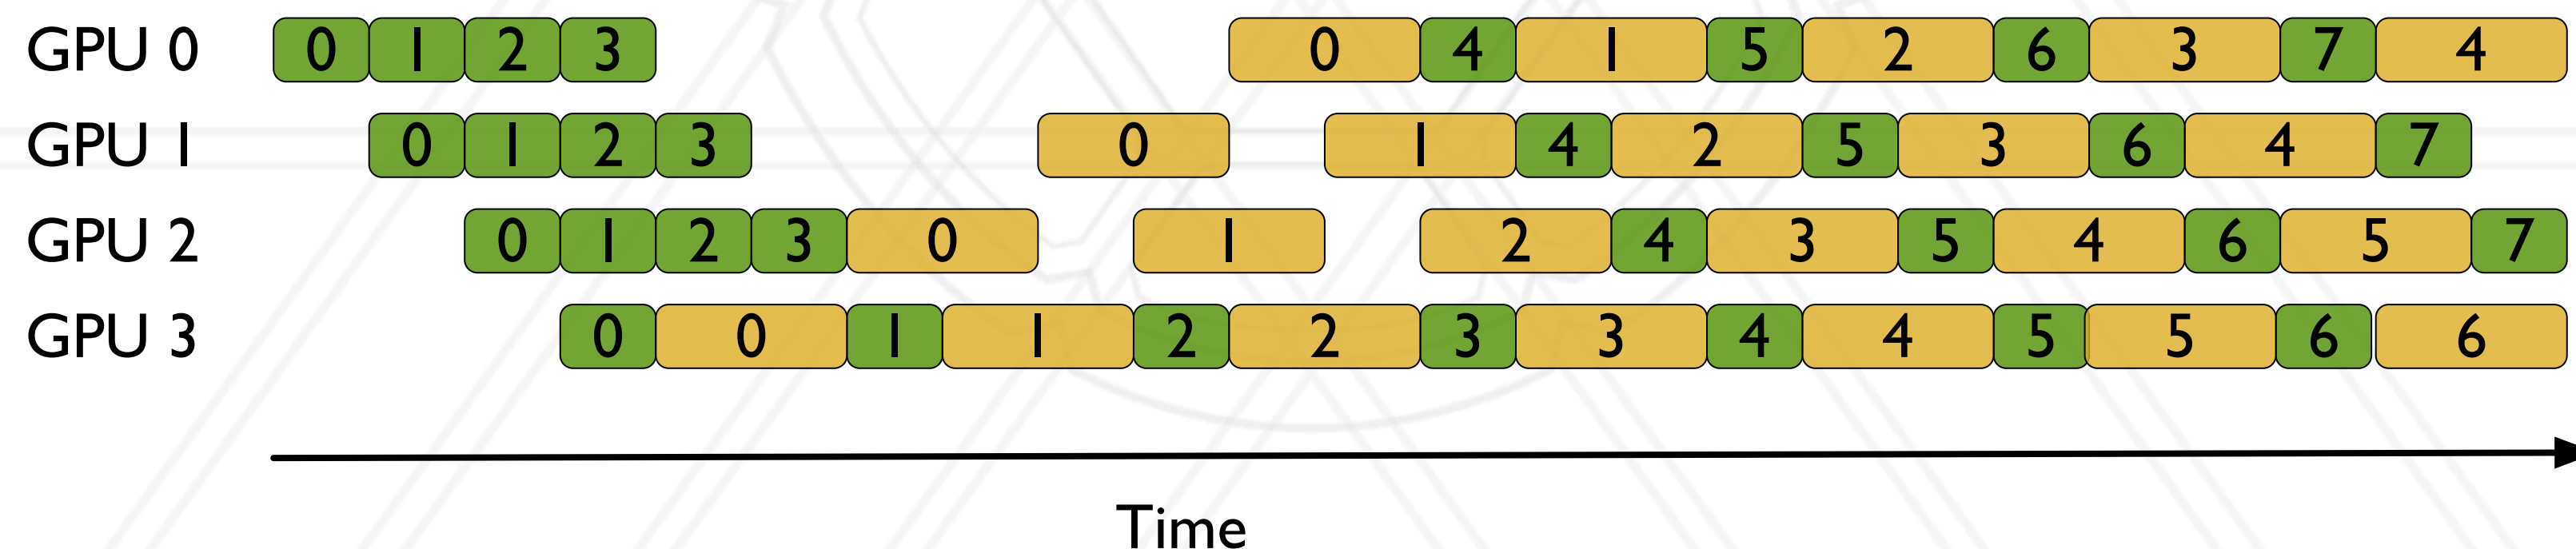 GPU 0 0 1 2 3 0 4 1 5 2 6 3 7 4
GPU 1 0 1 2 3 0 1 4 2 5 3 6 4 7
GPU 2 0 1 2 3 0 1 2 4 3 5 4 6 5 7
GPU 3 0 0 1 1 2 2 3 3 4 4 5 5 6 6
Time